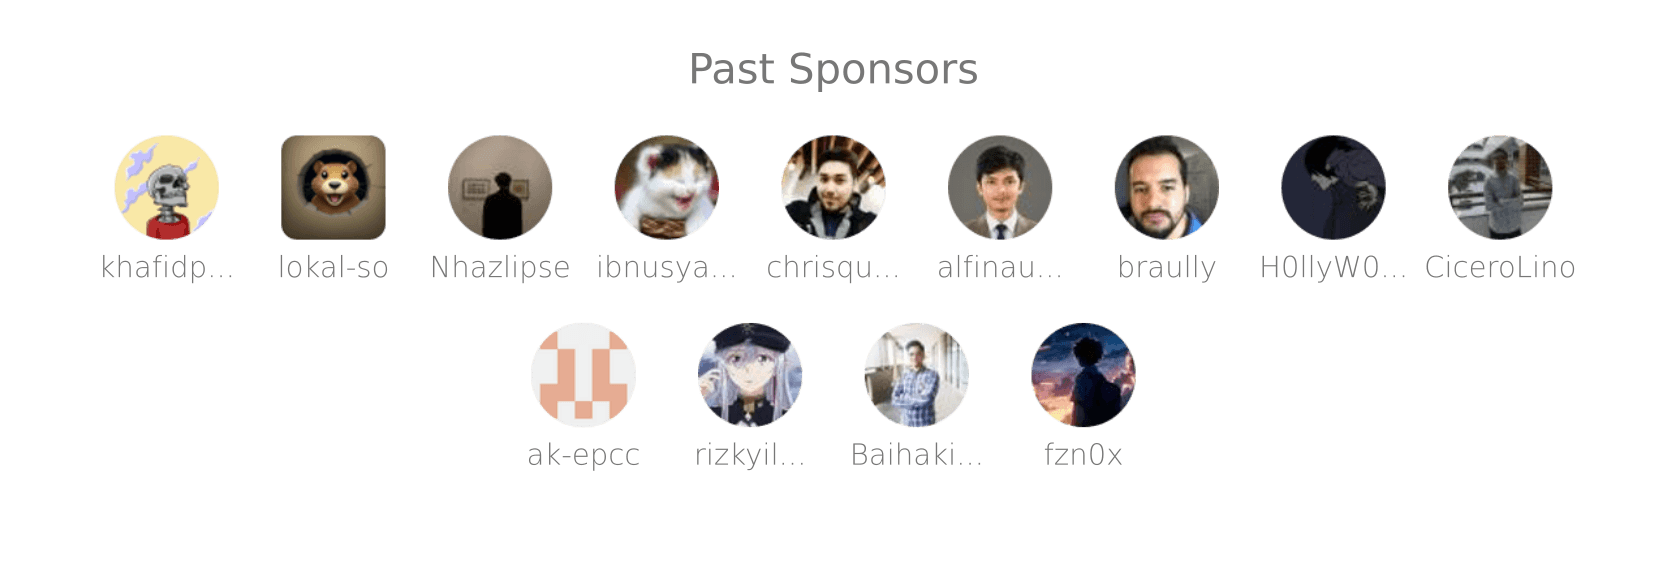 Past Sponsors
khafidp... lokal-so Nhazlipse ibnusya... chrisqu... alfinau... braully H0llyW0... CiceroLino
ak-epcc rizkyil... Baihaki... fzn0x